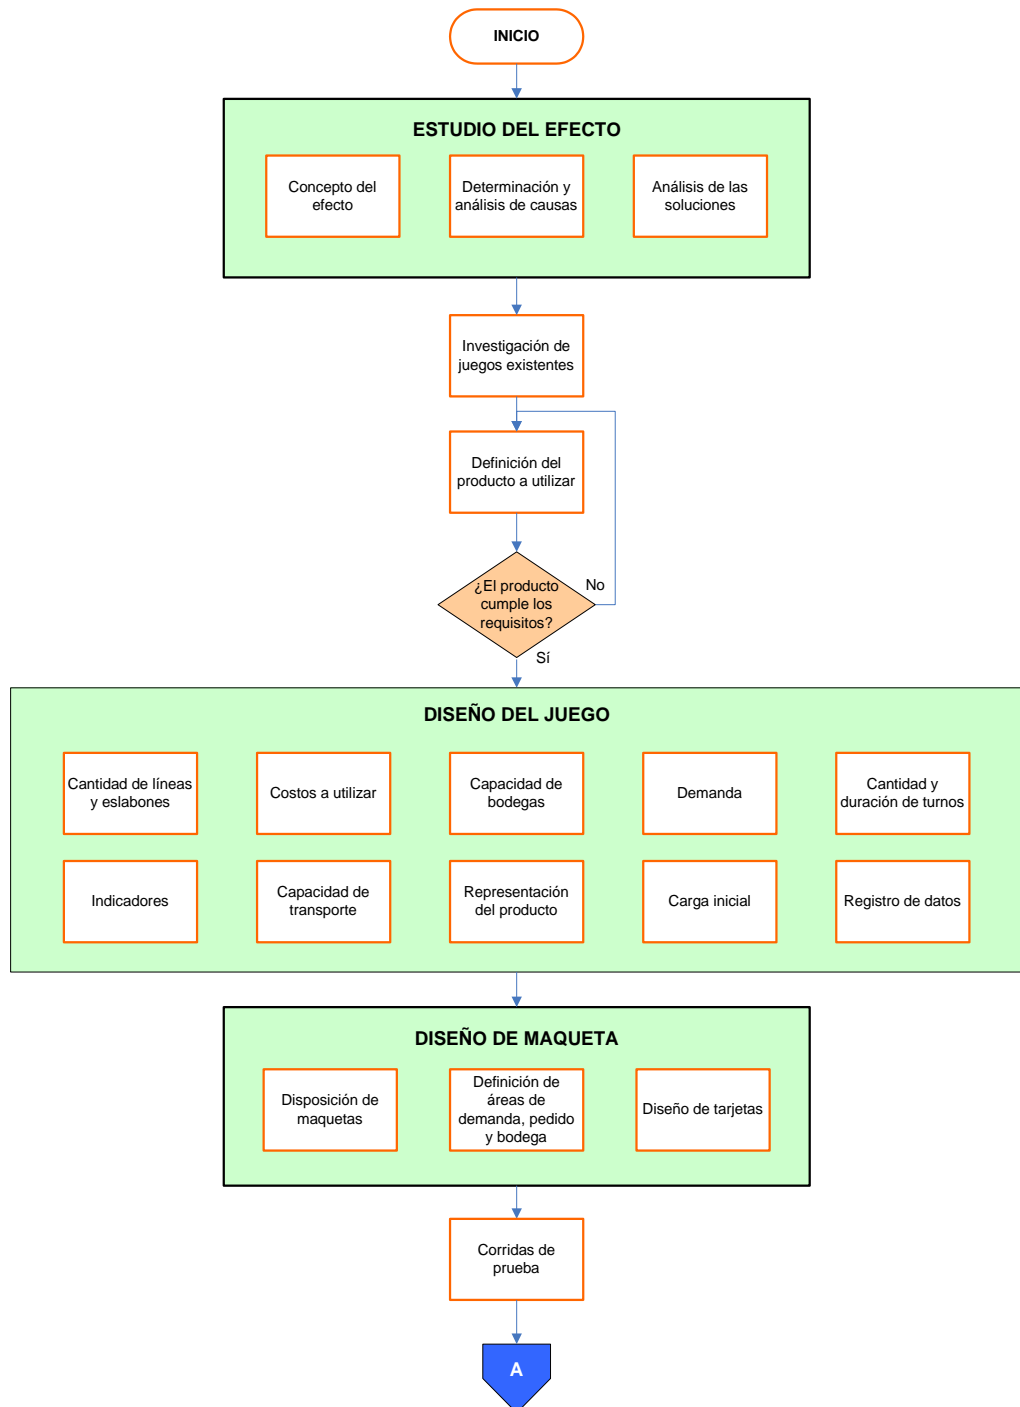 INICIO
ESTUDIO DEL EFECTO
Concepto del
efecto
Determinación y
análisis de causas
Análisis de las
soluciones
Investigación de
juegos existentes
Definición del
producto a utilizar
¿El producto
cumple los
requisitos?
No
Sí
DISEÑO DEL JUEGO
Cantidad de líneas
y eslabones
Costos a utilizar
Capacidad de
bodegas
Demanda
Cantidad y
duración de turnos
Indicadores
Capacidad de
transporte
Representación
del producto
Carga inicial
Registro de datos
DISEÑO DE MAQUETA
Disposición de
maquetas
Definición de
áreas de
demanda, pedido
y bodega
Diseño de tarjetas
Corridas de
prueba
A